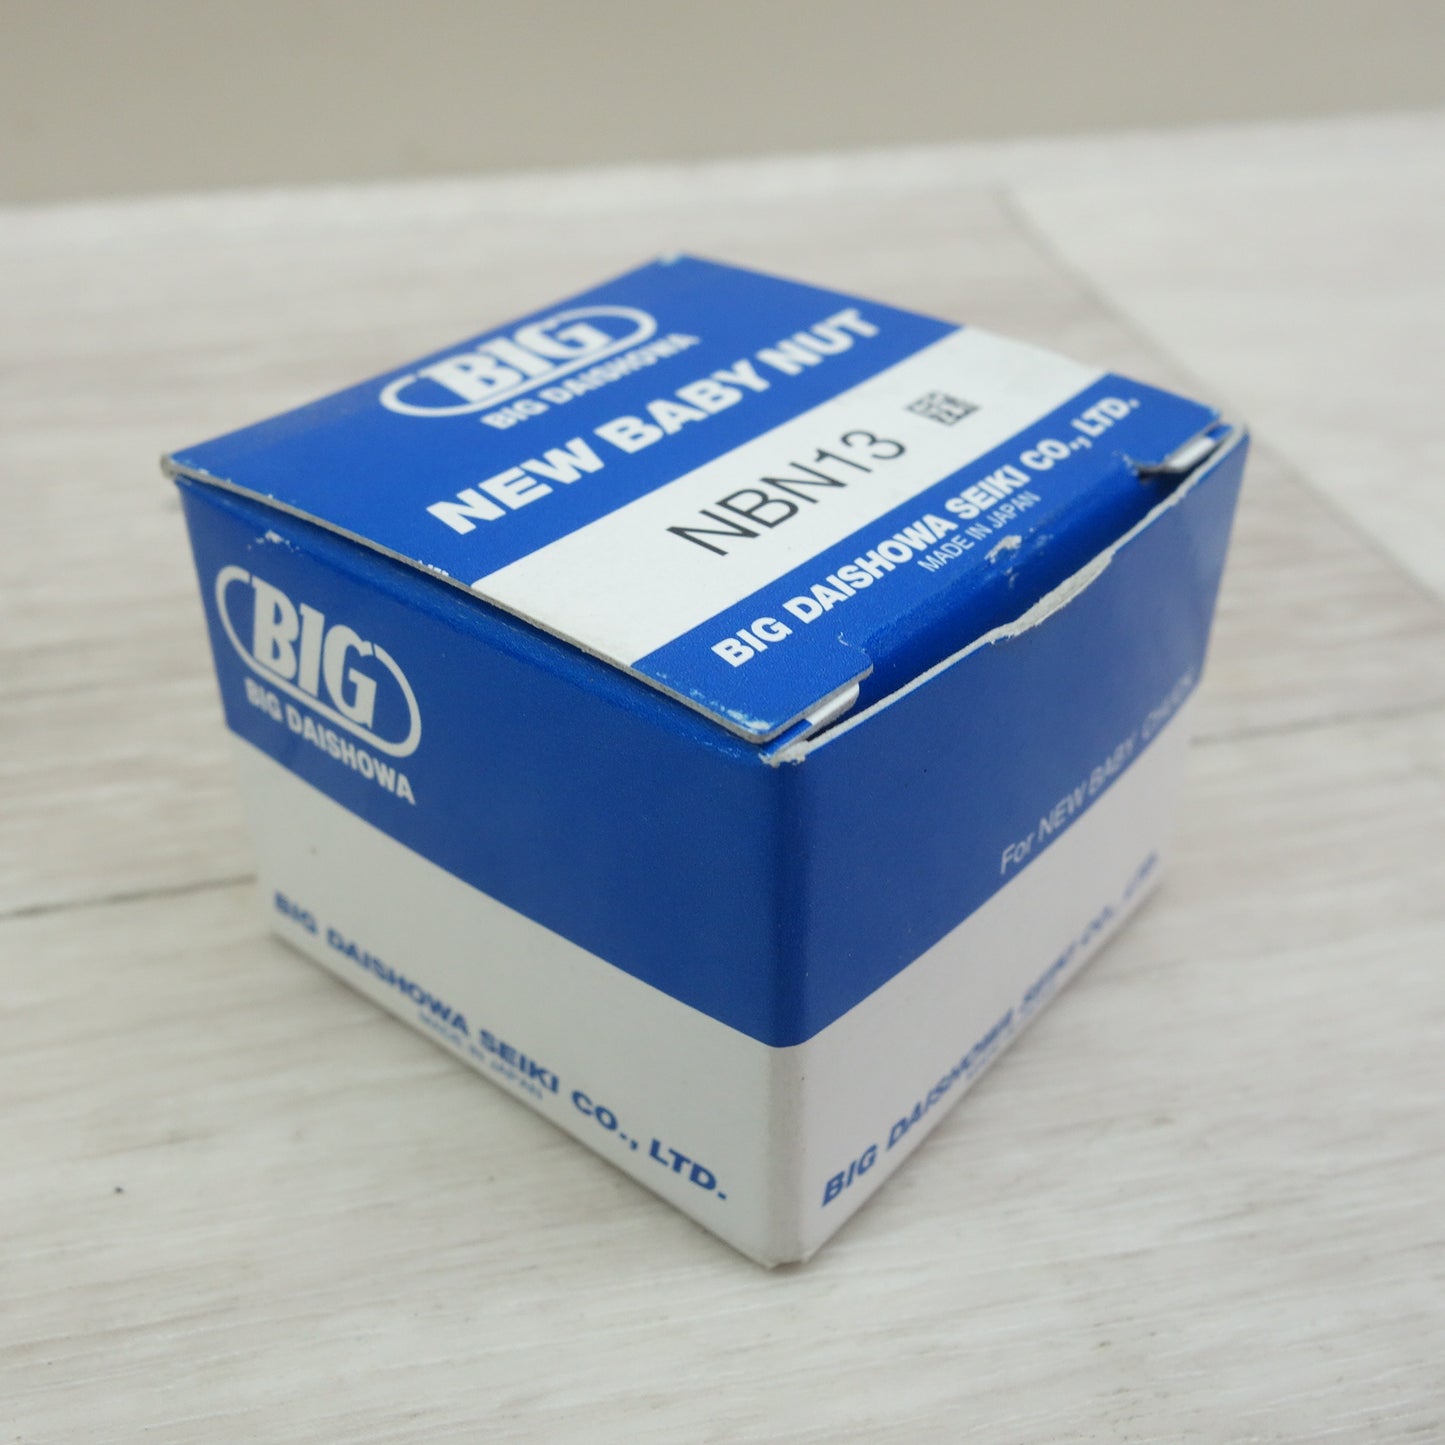 BIG
BIG DAISHOWA
NEW BABY NUT
NBN13
BIG DAISHOWA SEIKI CO., LTD.
MADE IN JAPAN
BIG
BIG DAISHOWA
BIG DAISHOWA SEIKI CO., LTD.
MADE IN JAPAN
For NEW BABY CHUCK
BIG DAISHOWA SEIKI CO., LTD.